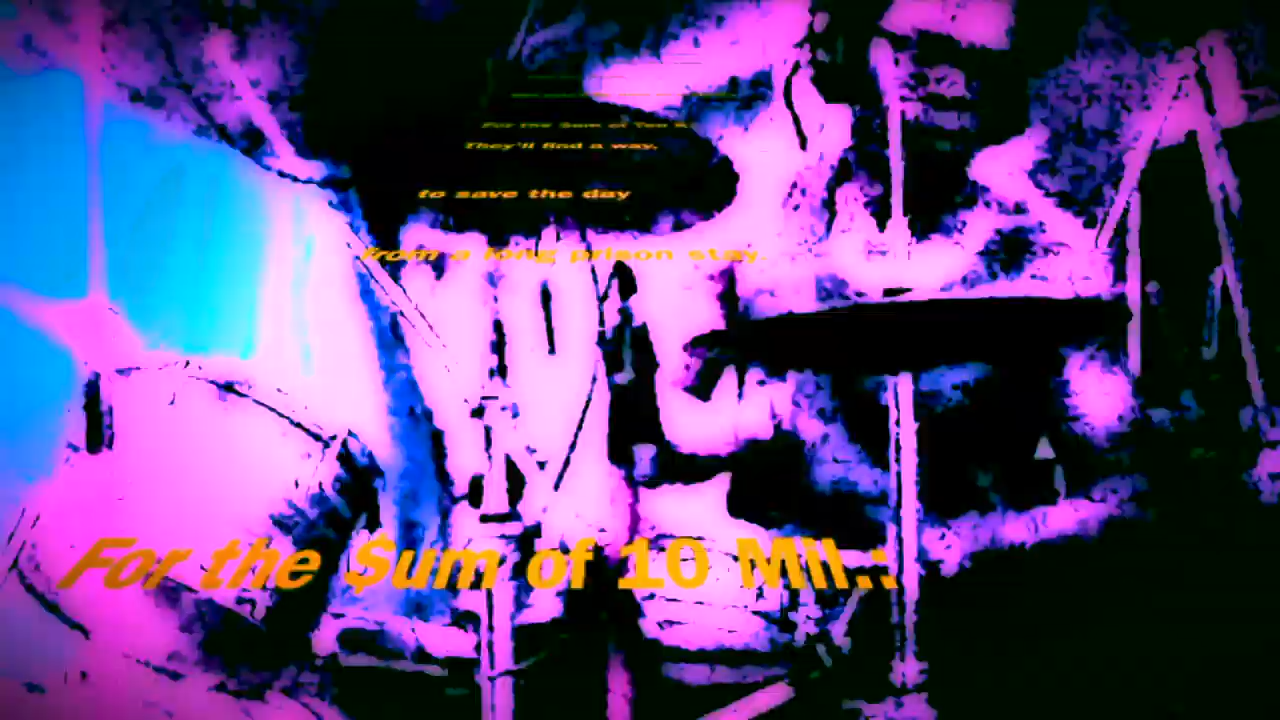 For the $um of Ten
They'll find a way,
to save the day
from a long prison stay.
For the $um of 10 Mil.: